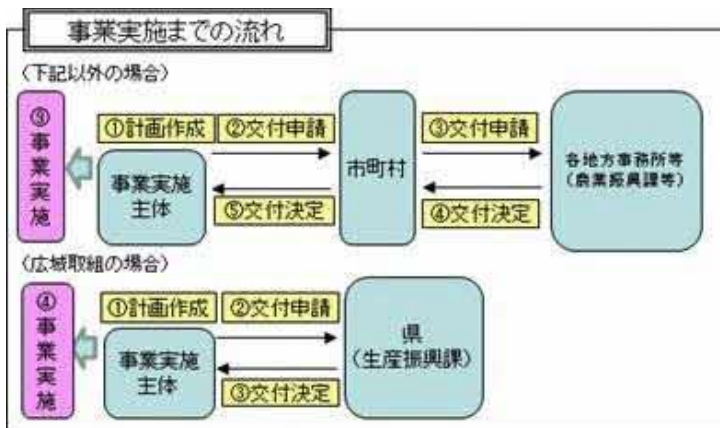 事業実施までの流れ
〈下記以外の場合〉
③事業実施
①計画作成
②交付申請
③交付申請
事業実施
主体
市町村
各地方事務所等
(農業振興課等)
⑤交付決定
④交付決定
〈広域取組の場合〉
④事業実施
①計画作成
②交付申請
事業実施
主体
県
(生産振興課)
③交付決定